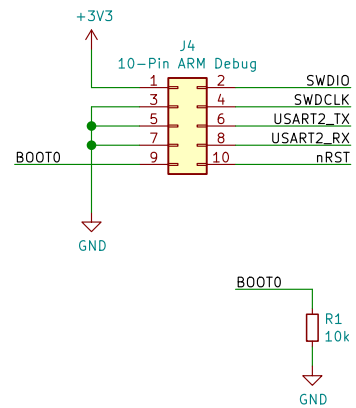 +3V3
J4
10-Pin ARM Debug
1 2 SWDIO
3 4 SWDCLK
5 6 USART2_TX
7 8 USART2_RX
BOOT0 9 10 nRST
GND
BOOT0
R1
10k
GND